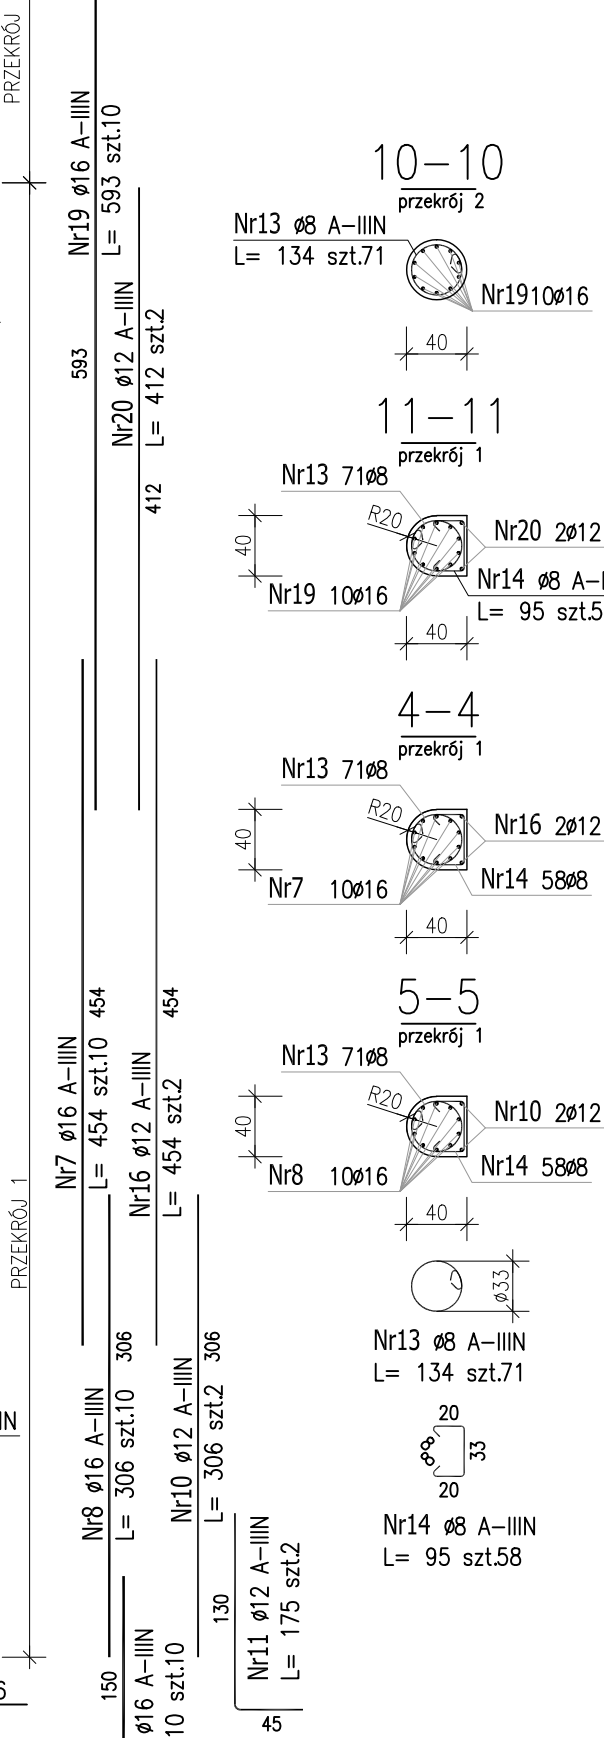 PRZEKRÓJ
Nr19 ø16 A-IIIN
L= 593 szt.10
593
Nr20 ø12 A-IIIN
L= 412 szt.2
412
10-10
przekrój 2
Nr13 ø8 A-IIIN
L= 134 szt.71
Nr19 10ø16
40
11-11
przekrój 1
Nr13 71ø8
R20
40
Nr20 2ø12
Nr14 ø8
L= 95
Nr19 10ø16
40
4-4
przekrój 1
Nr13 71ø8
R20
40
Nr16 2ø12
Nr7 10ø16
Nr14 58ø8
40
5-5
przekrój 1
Nr13 71ø8
R20
40
Nr10 2ø12
Nr8 10ø16
Nr14 58ø8
40
ø33
Nr13 ø8 A-IIIN
L= 134 szt.71
20
8
8
33
20
Nr14 ø8 A-IIIN
L= 95 szt.58
Nr7 ø16 A-IIIN
L= 454 szt.10
454
Nr16 ø12 A-IIIN
L= 454 szt.2
454
PRZEKRÓJ 1
Nr8 ø16 A-IIIN
L= 306 szt.10
306
Nr10 ø12 A-IIIN
L= 306 szt.2
306
130
Nr11 ø12 A-IIIN
L= 175 szt.2
45
150
ø16 A-IIIN
10 szt.10